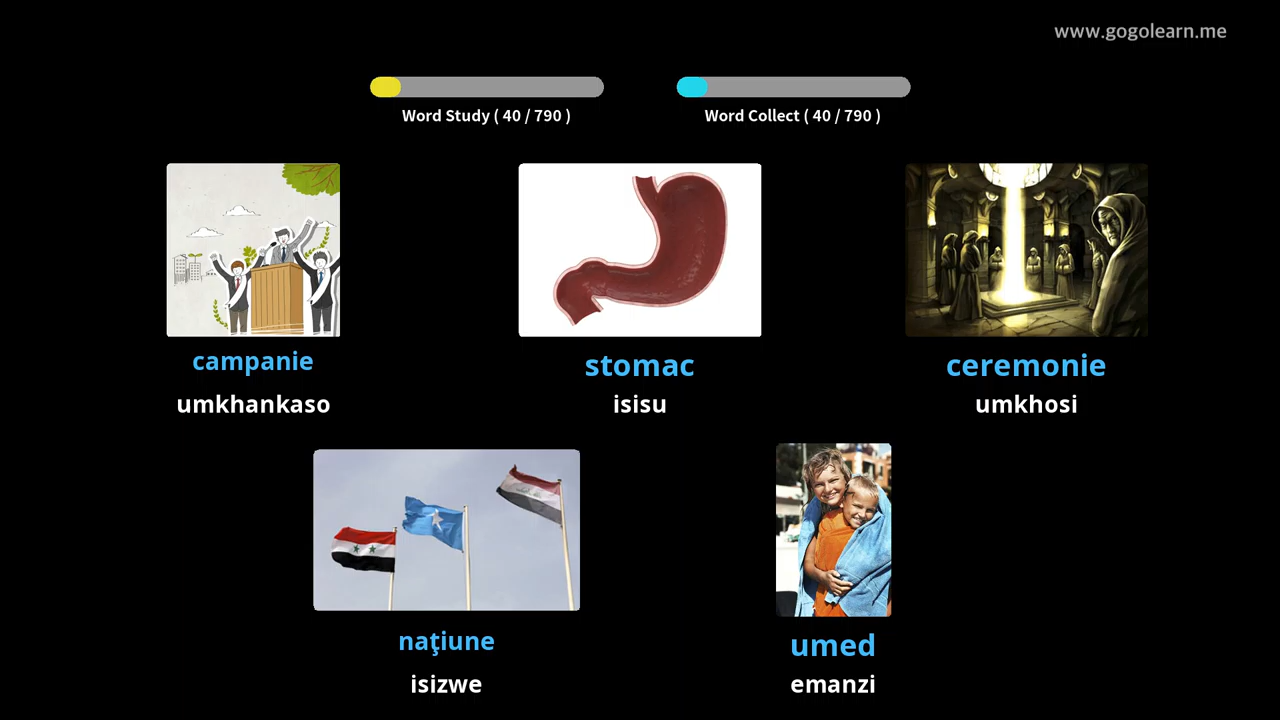 www.gogolearn.me
Word Study ( 40 / 790 )
Word Collect ( 40 / 790 )
campanie
umkhankaso
stomac
isisu
ceremonie
umkhosi
naţiune
isizwe
umed
emanzi